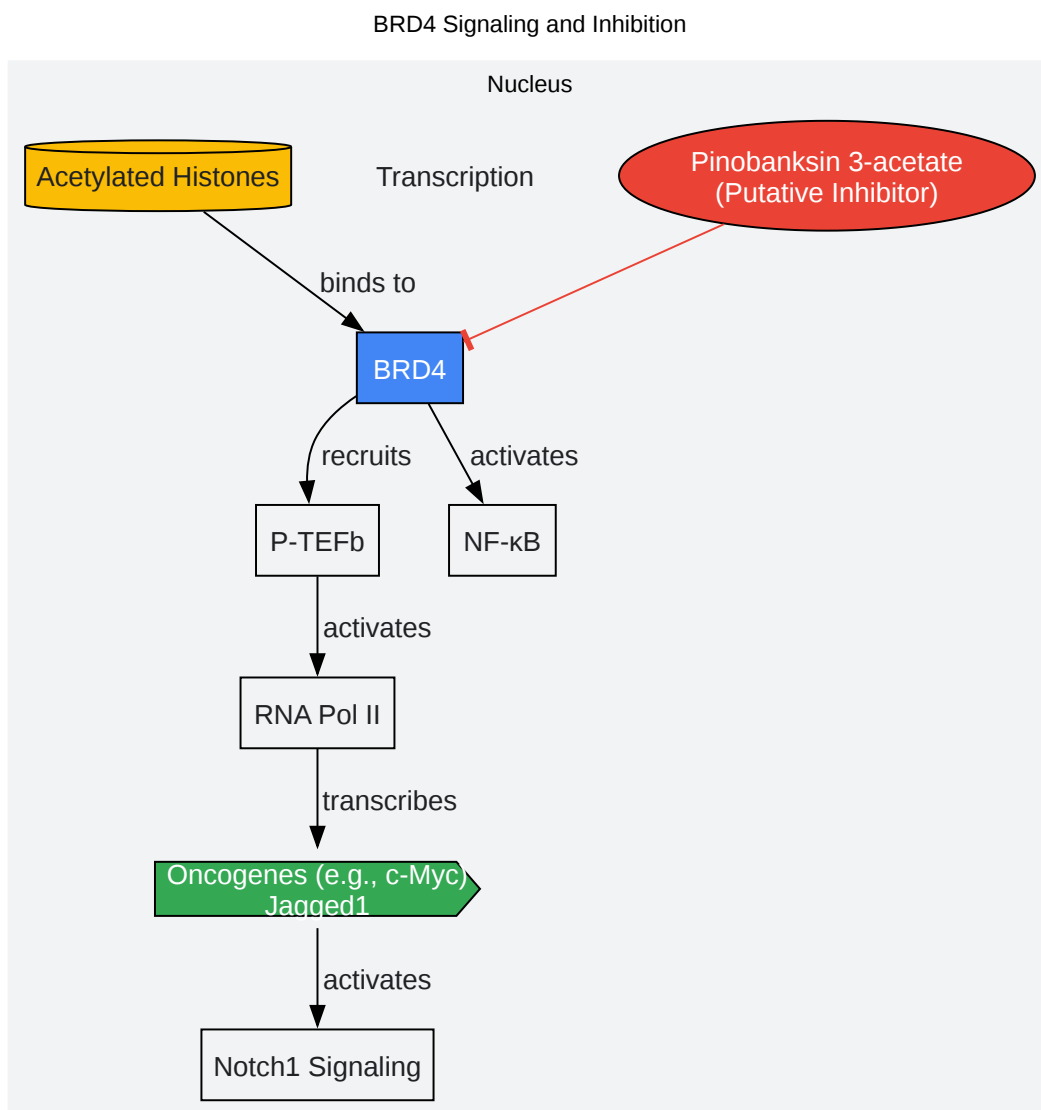 BRD4 Signaling and Inhibition
Nucleus
Acetylated Histones
Transcription
Pinobanksin 3-acetate
(Putative Inhibitor)
binds to
BRD4
recruits
activates
P-TEFb
NF-κB
activates
RNA Pol II
transcribes
Oncogenes (e.g., c-Myc)
Jagged1
activates
Notch1 Signaling